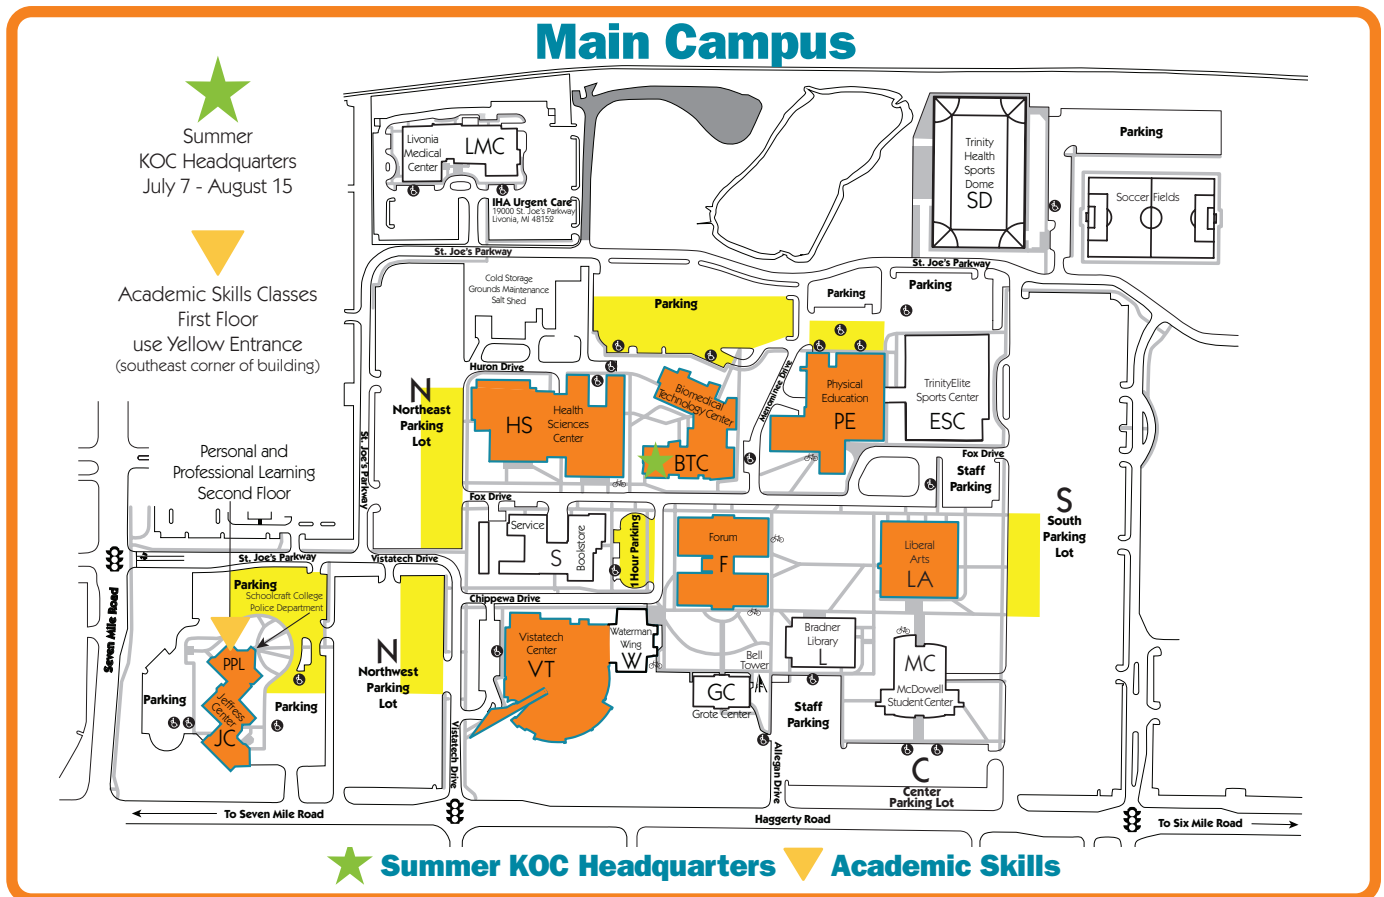 Main Campus
Summer
KOC Headquarters
July 7 - August 15
Academic Skills Classes
First Floor
use Yellow Entrance
(southeast corner of building)
Personal and
Professional Learning
Second Floor
Livonia
Medical
Center
LMC
IHA Urgent Care
19000 St. Joe's Parkway
Livonia, MI 48152
St. Joe's Parkway
Trinity
Health
Sports
Dome
SD
Parking
Soccer Fields
St. Joe's Parkway
Cold Storage
Grounds Maintenance
Salt Shed
Parking
Parking
Parking
Huron Drive
N
Northeast
Parking
Lot
St. Joe's Parkway
HS
Health
Sciences
Center
Biomedical
Technology Center
BTC
Menominee Drive
Physical
Education
PE
TrinityElite
Sports Center
ESC
Fox Drive
Staff
Parking
S
South
Parking
Lot
Fox Drive
Service
S
Bookstore
1 Hour Parking
Forum
F
Liberal
Arts
LA
St. Joe's Parkway
Vistatech Drive
Seven Mile Road
Parking
Schoolcraft College
Police Department
Chippewa Drive
PPL
Jeffress
Center
JC
Parking
Parking
N
Northwest
Parking
Lot
Vistatech
Center
VT
Waterman
Wing
W
Bell
Tower
GC
Grote Center
Bradner
Library
L
Staff
Parking
MC
McDowell
Student Center
Vistatech Drive
Allegan Drive
C
Center
Parking Lot
To Seven Mile Road
Haggerty Road
To Six Mile Road
Summer KOC Headquarters
Academic Skills